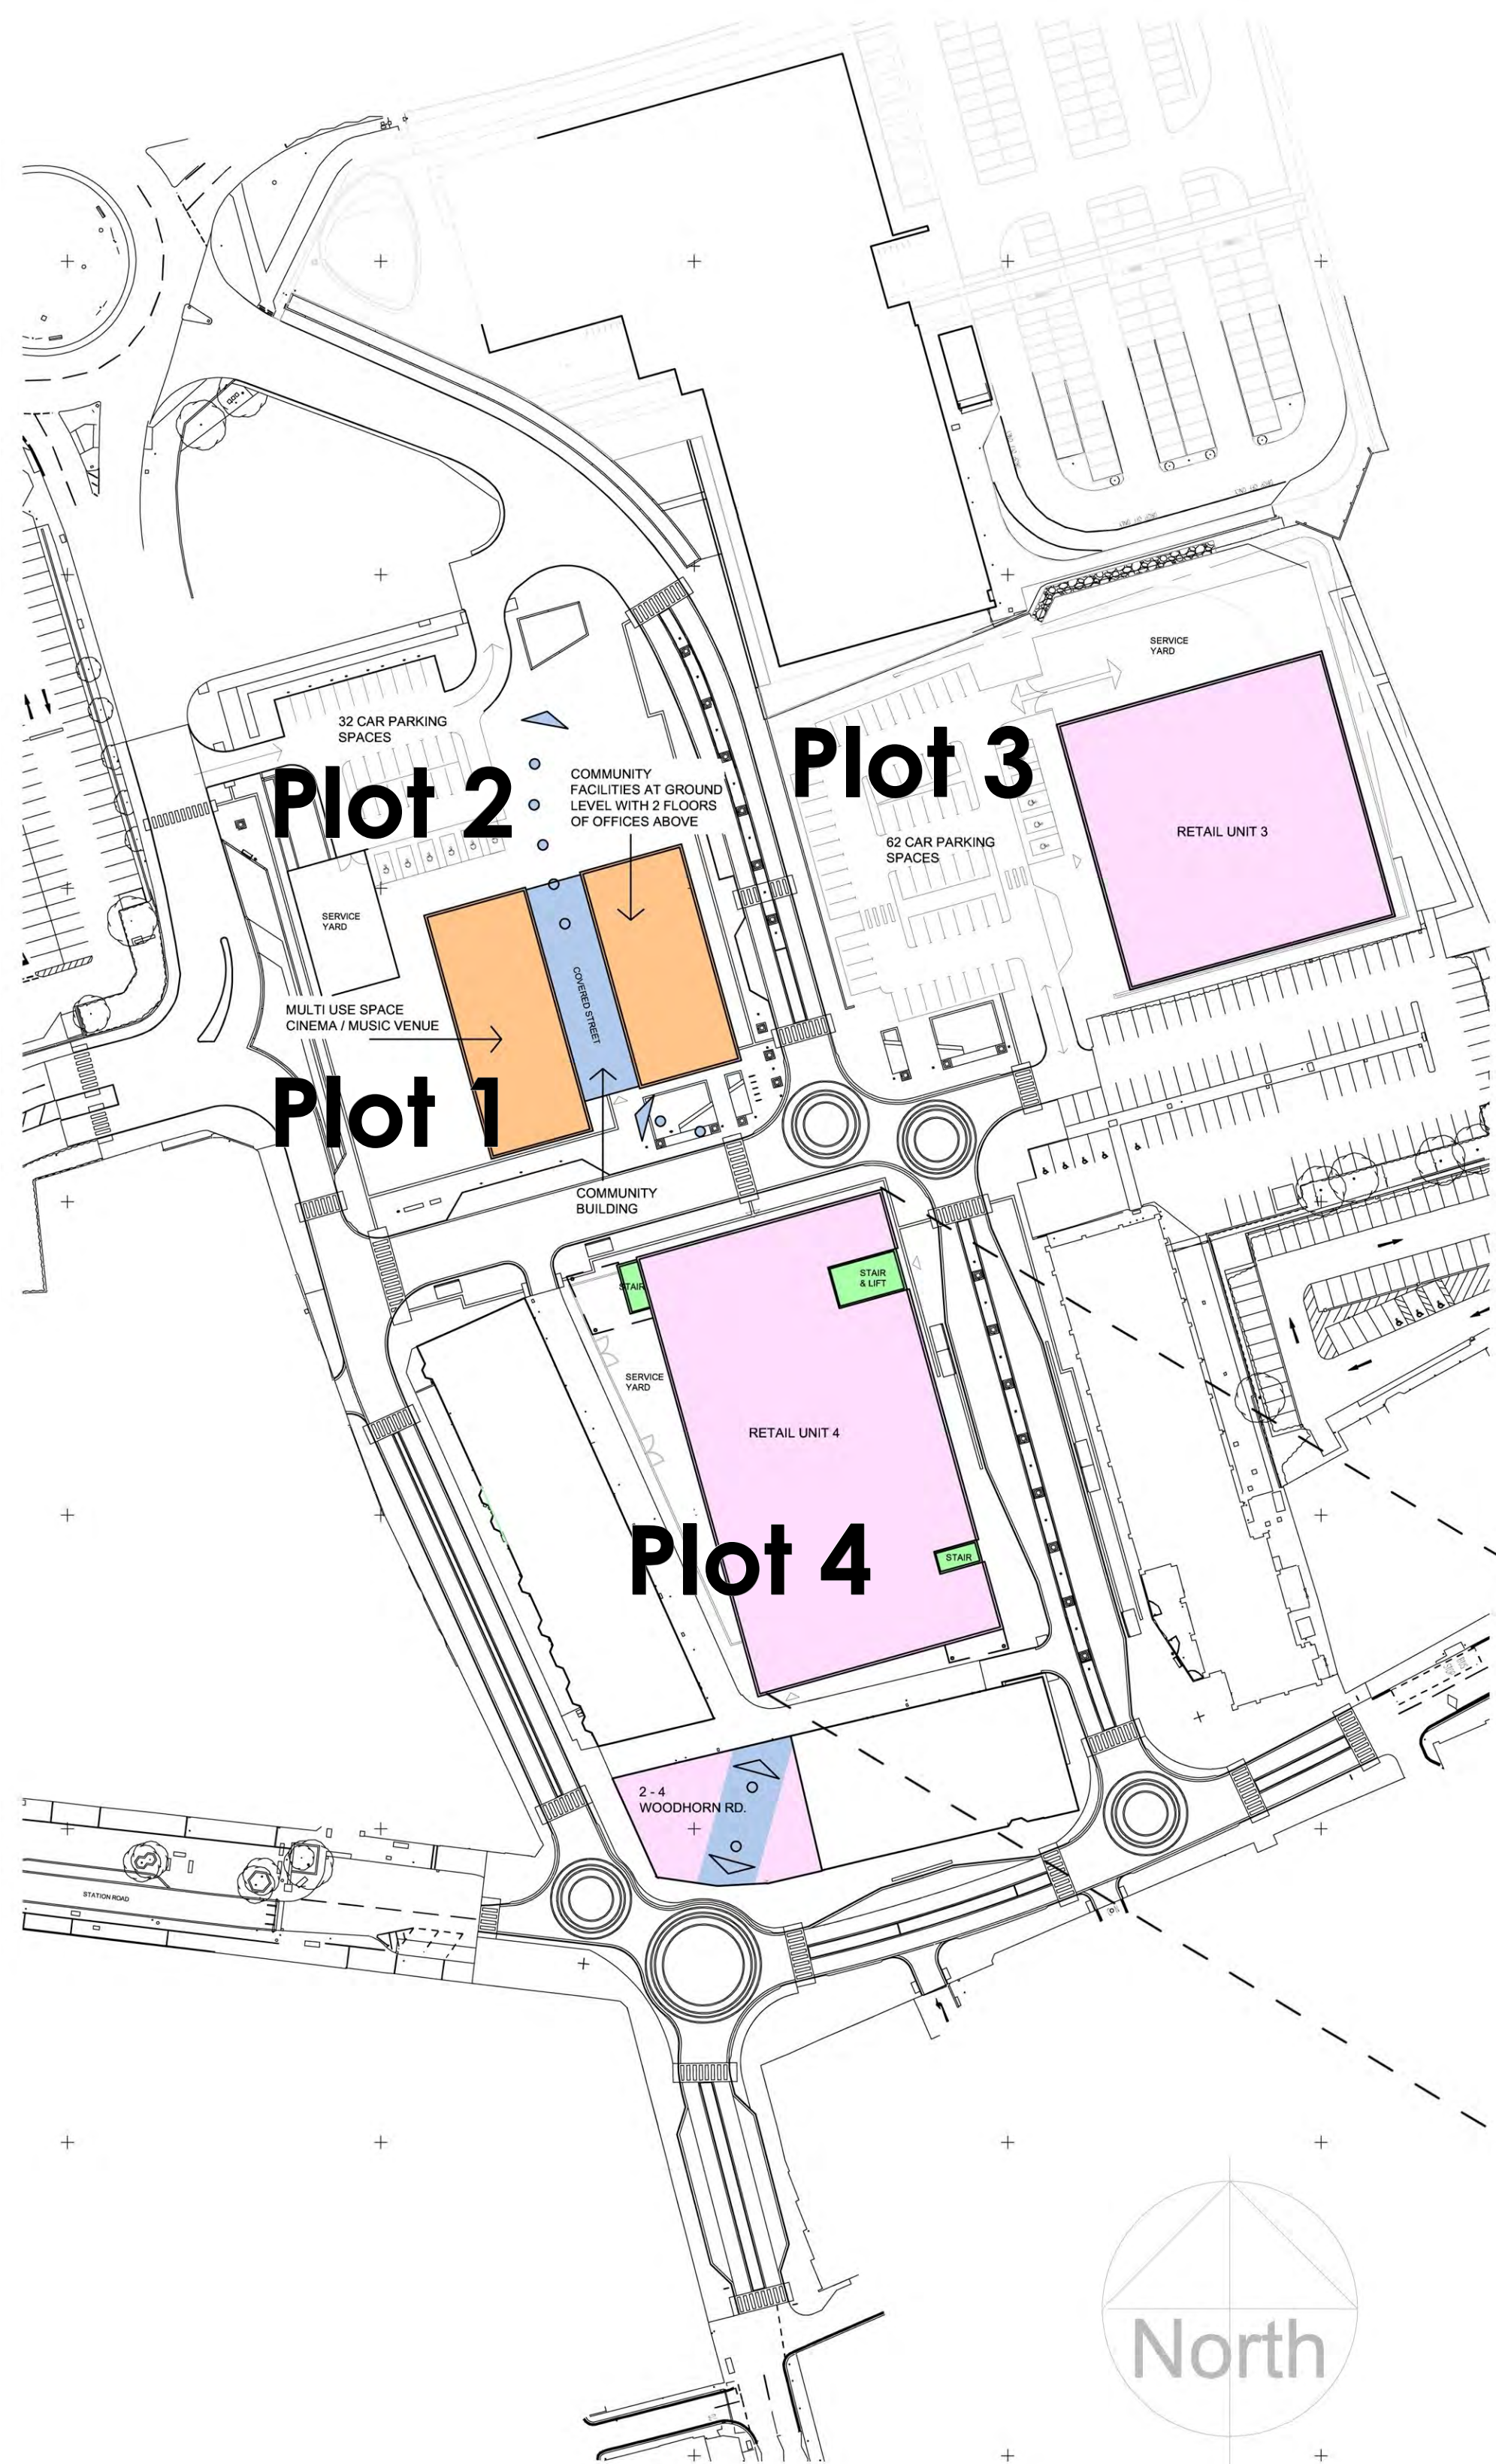 SERVICE
YARD
32 CAR PARKING
SPACES
Plot 2
COMMUNITY
FACILITIES AT GROUND
LEVEL WITH 2 FLOORS
OF OFFICES ABOVE
Plot 3
62 CAR PARKING
SPACES
RETAIL UNIT 3
SERVICE
YARD
COVERED STREET
MULTI USE SPACE
CINEMA / MUSIC VENUE
Plot 1
COMMUNITY
BUILDING
STAIR
STAIR
& LIFT
SERVICE
YARD
RETAIL UNIT 4
Plot 4
STAIR
2 - 4
WOODHORN RD.
STATION ROAD
North